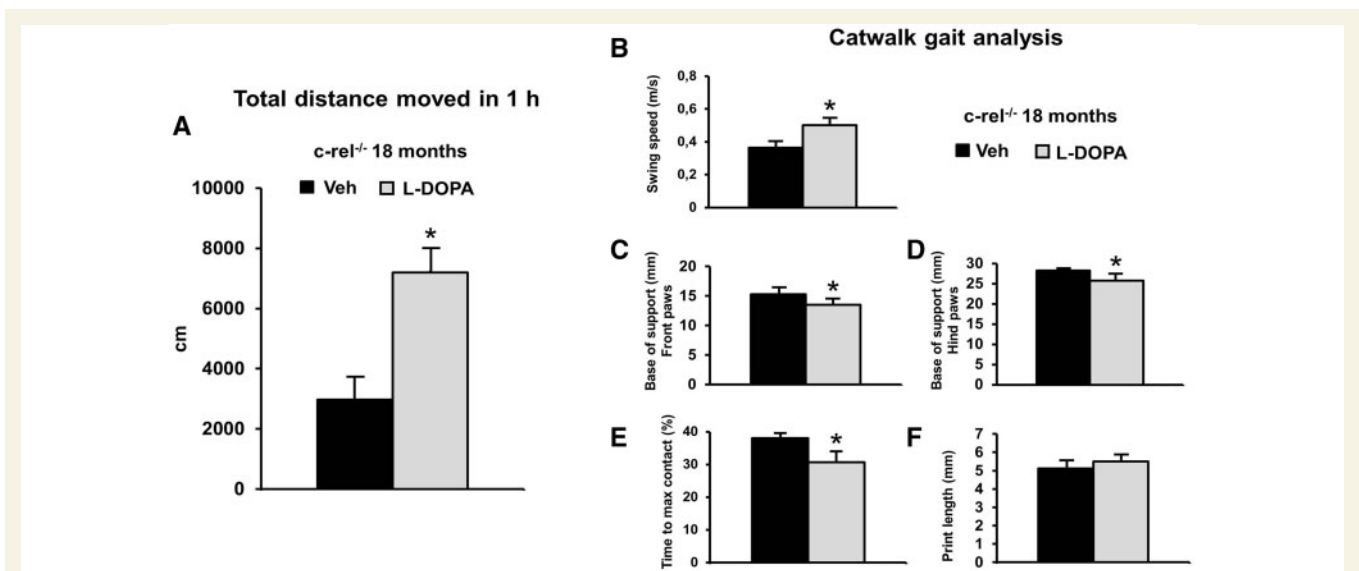 Total distance moved in 1 h
A
c-rel-/- 18 months
Veh L-DOPA
10000
8000
6000
4000
2000
0
cm
*
Catwalk gait analysis
B
Swing speed (m/s)
0,8
0,6
0,4
0,2
0
*
c-rel-/- 18 months
Veh L-DOPA
C
Base of support (mm)
Front paws
20
15
10
5
0
*
D
Base of support (mm)
Hind paws
30
25
20
15
10
5
0
*
E
Time to max contact (%)
40
30
20
10
0
*
F
Print length (mm)
7
6
5
4
3
2
1
0